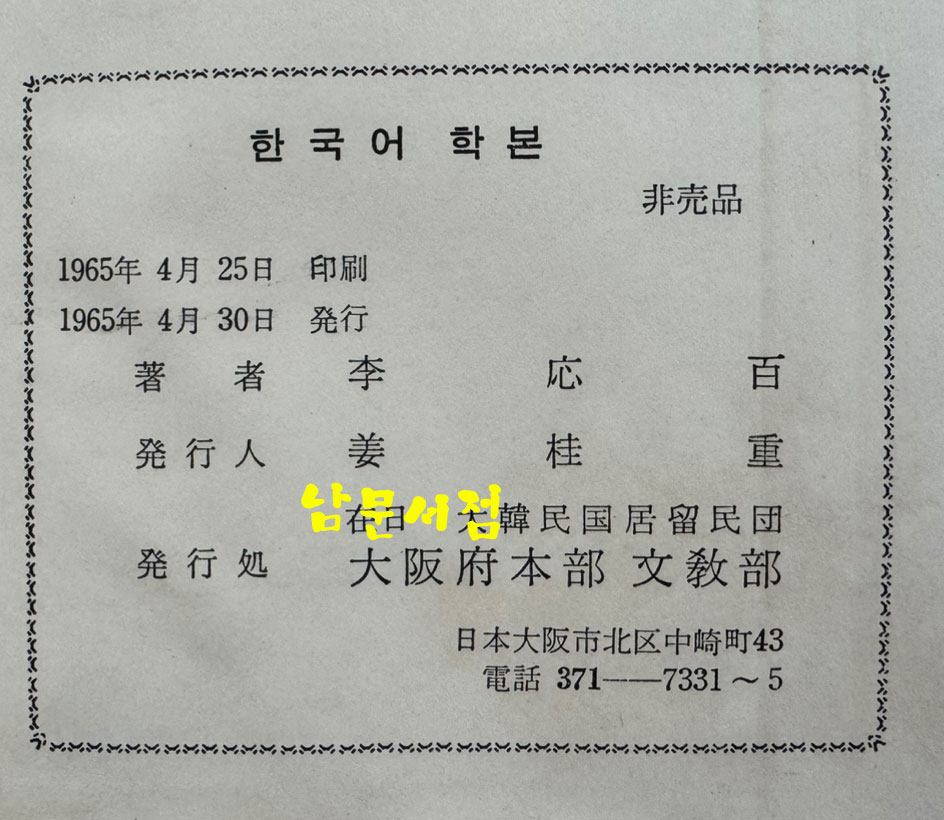 한국어 학본
非売品
1965年 4月 25日 印刷
1965年 4月 30日 発行
著者 李応百
発行人 姜桂重
남문서점
在日 大韓民国居留民団
発行処 大阪府本部 文教部
日本大阪市北区中崎町43
電話 371――7331～5